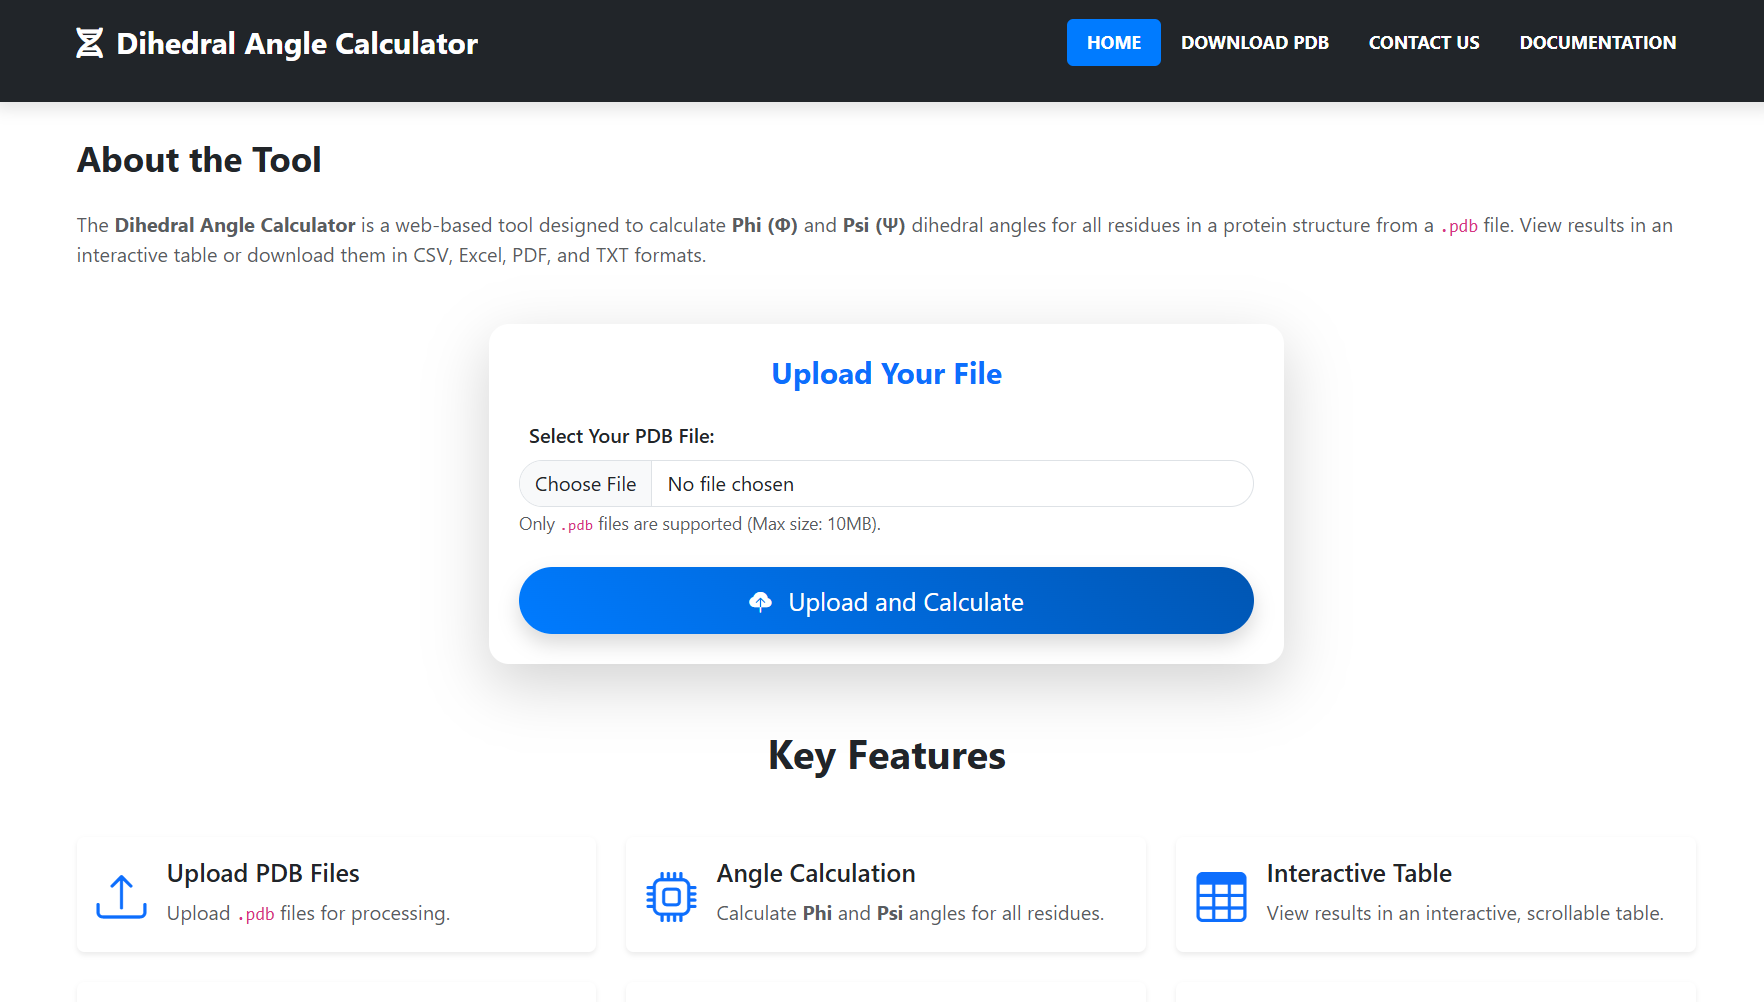 Dihedral Angle Calculator
HOME
DOWNLOAD PDB
CONTACT US
DOCUMENTATION
About the Tool
The Dihedral Angle Calculator is a web-based tool designed to calculate Phi (Φ) and Psi (Ψ) dihedral angles for all residues in a protein structure from a .pdb file. View results in an
interactive table or download them in CSV, Excel, PDF, and TXT formats.
Upload Your File
Select Your PDB File:
Choose File
No file chosen
Only .pdb files are supported (Max size: 10MB).
Upload and Calculate
Key Features
Upload PDB Files
Upload .pdb files for processing.
Angle Calculation
Calculate Phi and Psi angles for all residues.
Interactive Table
View results in an interactive, scrollable table.